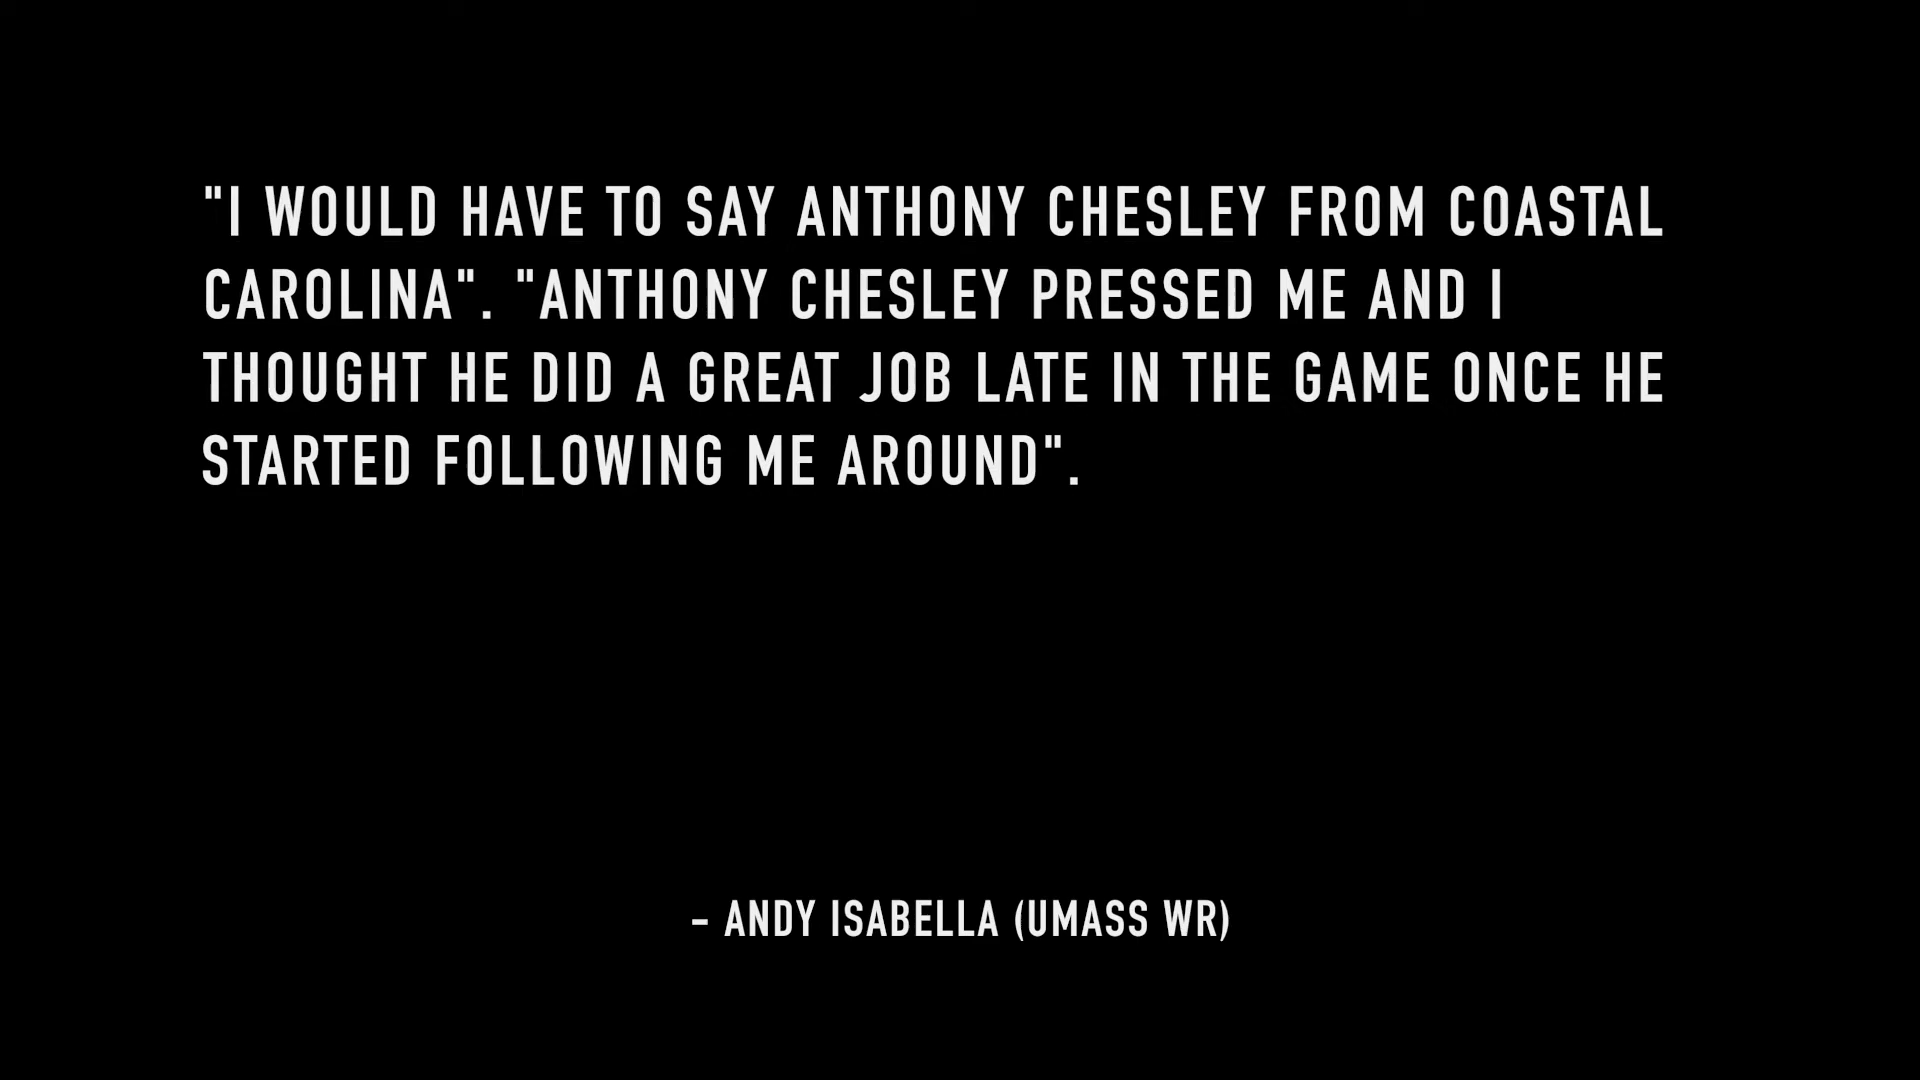 "I WOULD HAVE TO SAY ANTHONY CHESLEY FROM COASTAL
CAROLINA". "ANTHONY CHESLEY PRESSED ME AND I
THOUGHT HE DID A GREAT JOB LATE IN THE GAME ONCE HE
STARTED FOLLOWING ME AROUND".
- ANDY ISABELLA (UMASS WR)